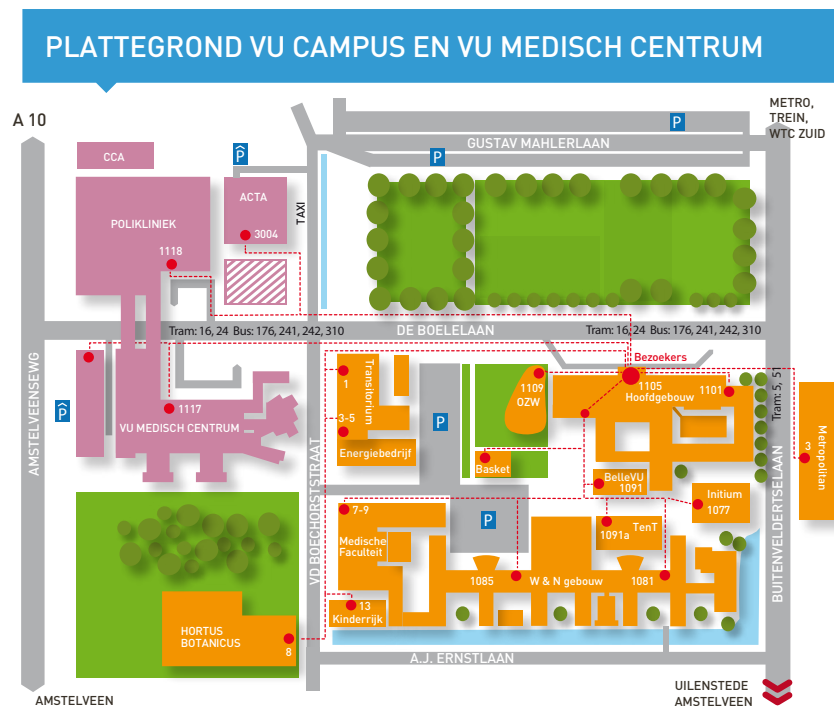 PLATTEGROND VU CAMPUS EN VU MEDISCH CENTRUM
A 10
METRO,
TREIN,
WTC ZUID
P
P
P
GUSTAV MAHLERLAAN
CCA
ACTA
TAXI
POLIKLINIEK
3004
1118
Tram: 16, 24 Bus: 176, 241, 242, 310
DE BOELELAAN
Tram: 16, 24 Bus: 176, 241, 242, 310
Bezoekers
Tram: 5, 51
Transitorium
1
1109
OZW
1105
Hoofdgebouw
1101
AMSTELVEENSEWG
P
1117
VU MEDISCH CENTRUM
3-5
P
Energiebedrijf
Basket
3
Metropolitan
BelleVU
1091
Initium
1077
VD BOECHORSTSTRAAT
BUITENVELDERTSELAAN
7-9
Medische
Faculteit
P
TenT
1091a
1085
W & N gebouw
1081
13
Kinderrijk
HORTUS
BOTANICUS
8
A.J. ERNSTLAAN
AMSTELVEEN
UILENSTEDE
AMSTELVEEN